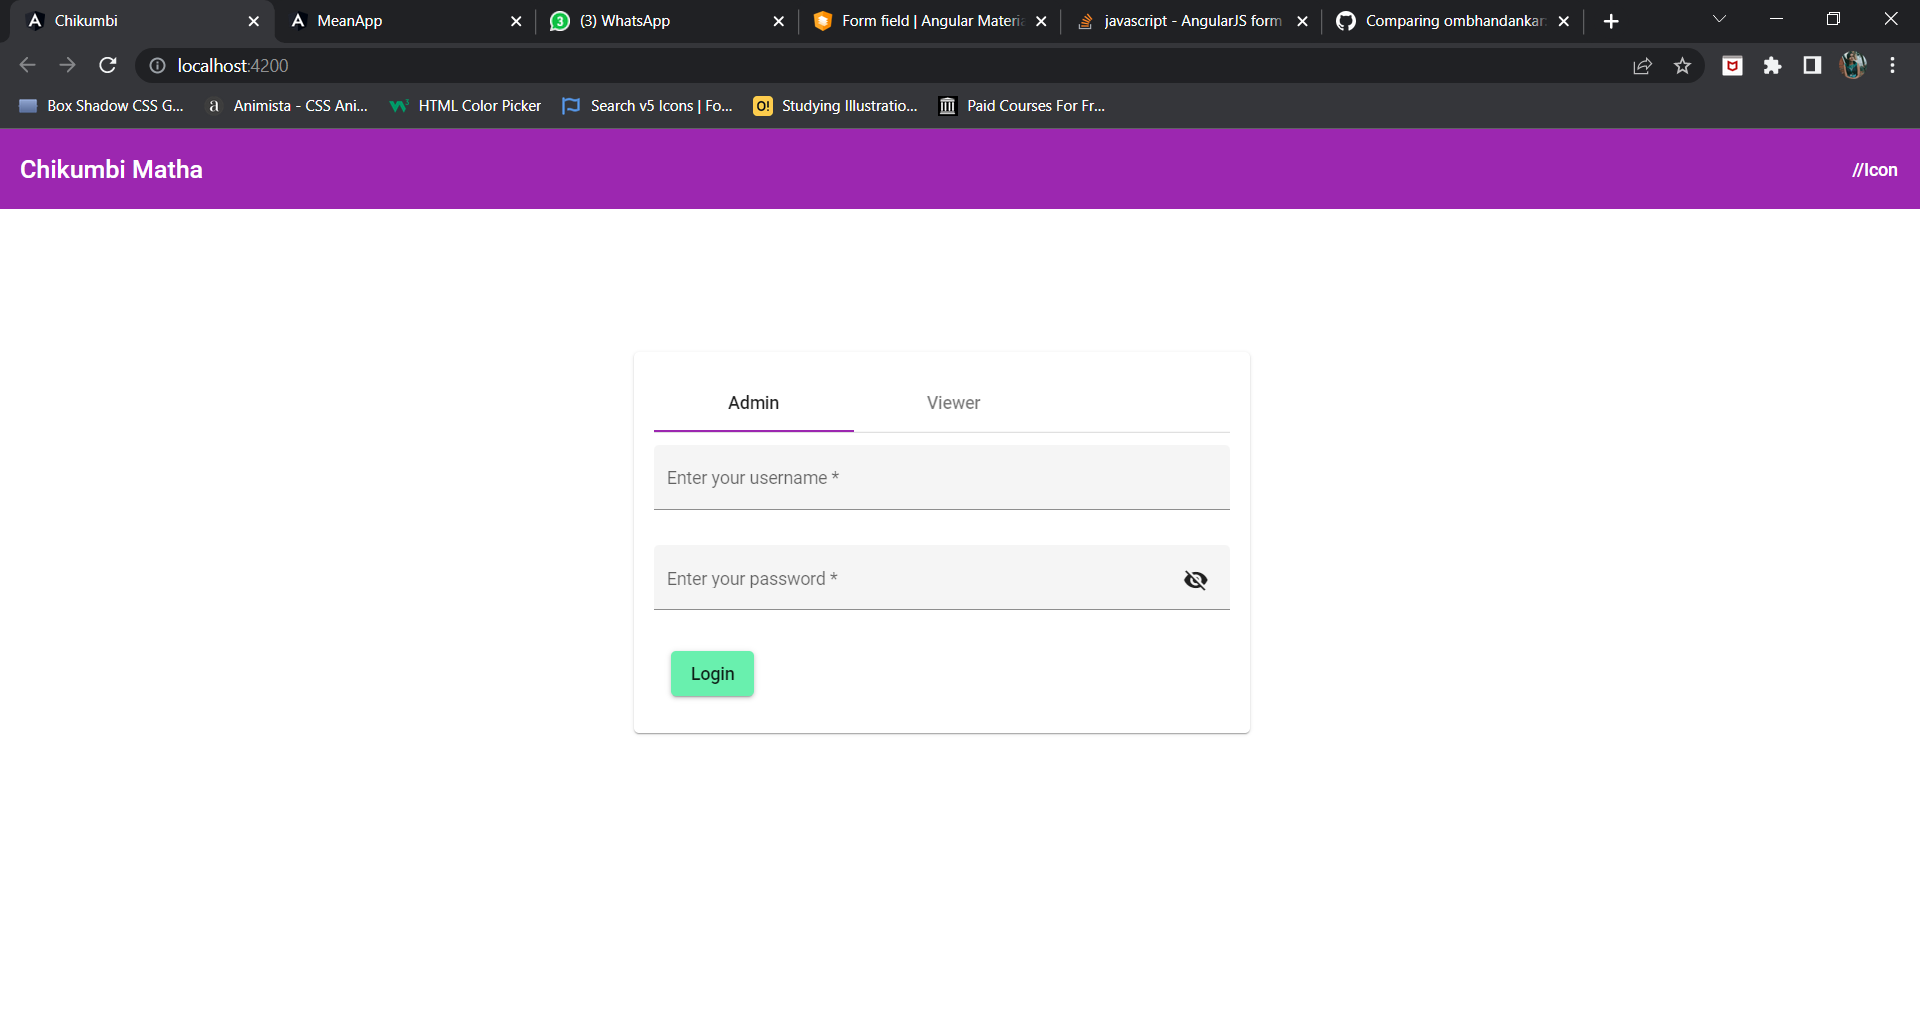 Chikumbi
MeanApp
3
(3) WhatsApp
Form field | Angular Materia
javascript - AngularJS form
Comparing ombhandankar
localhost:4200
Box Shadow CSS G...
a
Animista - CSS Ani...
HTML Color Picker
Search v5 Icons | Fo...
O!
Studying Illustratio...
Paid Courses For Fr...
Chikumbi Matha
//Icon
Admin
Viewer
Enter your username *
Enter your password *
Login